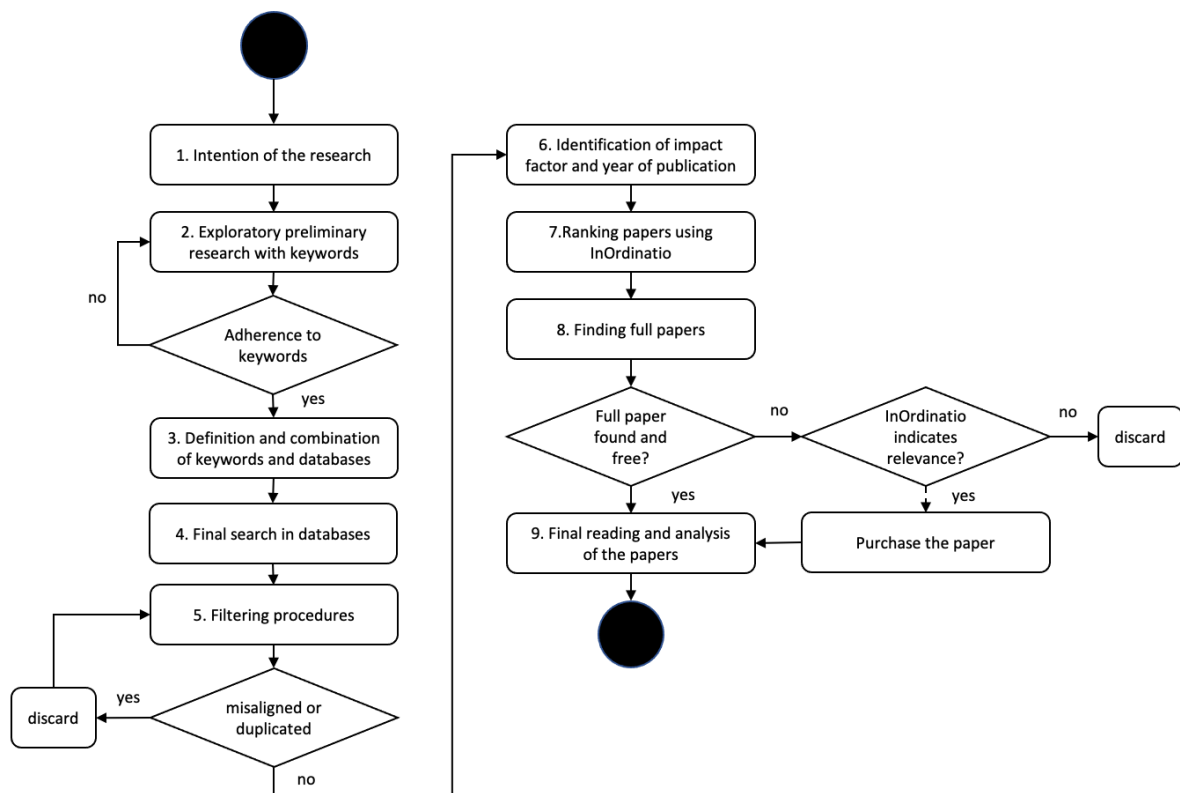 1. Intention of the research
2. Exploratory preliminary
research with keywords
no
Adherence to
keywords
yes
3. Definition and combination
of keywords and databases
4. Final search in databases
5. Filtering procedures
misaligned or
duplicated
yes
discard
no
6. Identification of impact
factor and year of publication
7.Ranking papers using
InOrdinatio
8. Finding full papers
Full paper
found and
free?
no
InOrdinatio
indicates
relevance?
no
discard
yes
yes
9. Final reading and analysis
of the papers
Purchase the paper